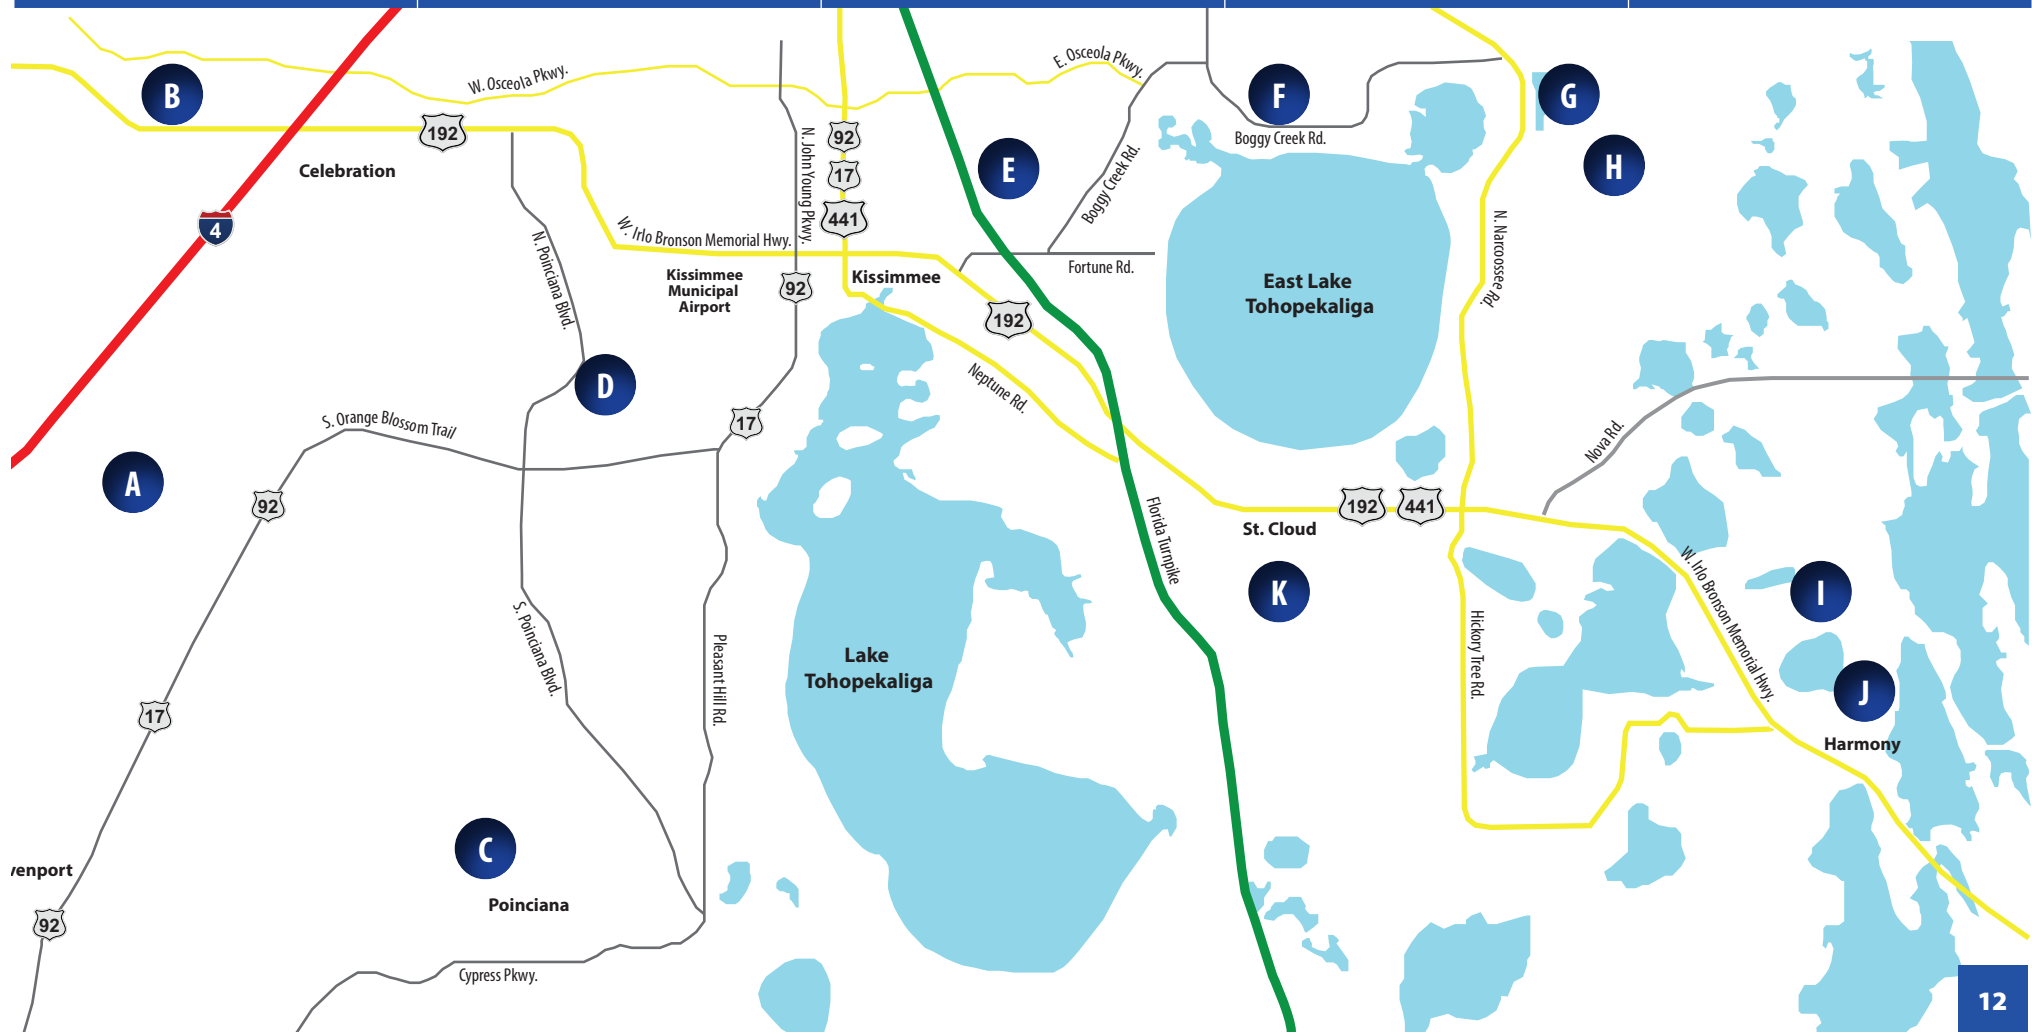 W. Osceola Pkwy.
E. Osceola Pkwy.
B
F
G
192
92
N. John Young Pkwy.
Boggy Creek Rd.
Boggy Creek Rd.
E
H
Celebration
17
4
441
N. Poinciana Blvd.
W. Irlo Bronson Memorial Hwy.
N. Narcoossee Rd.
Fortune Rd.
Kissimmee
Municipal
Airport
92
Kissimmee
East Lake
Tohopekaliga
192
D
Neptune Rd.
S. Orange Blossom Trail
17
Nova Rd.
A
92
192
441
St. Cloud
Florida Turnpike
W. Irlo Bronson Memorial Hwy.
K
I
S. Poinciana Blvd.
Pleasant Hill Rd.
Hickory Tree Rd.
Lake
Tohopekaliga
J
17
Harmony
C
venport
Poinciana
92
Cypress Pkwy.
12